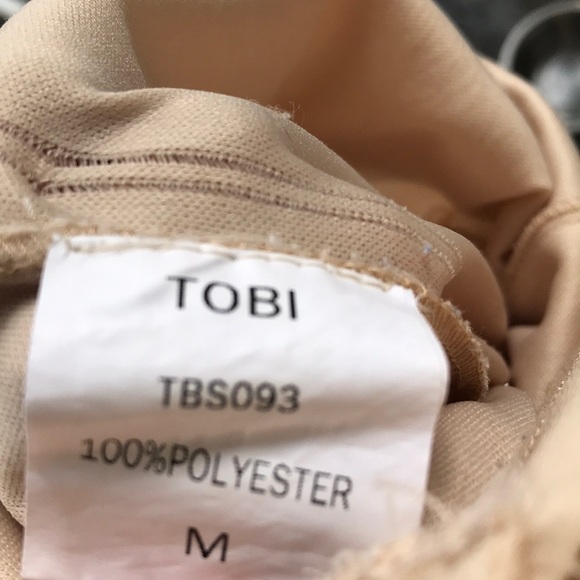 TOBI
TBS093
100%POLYESTER
M